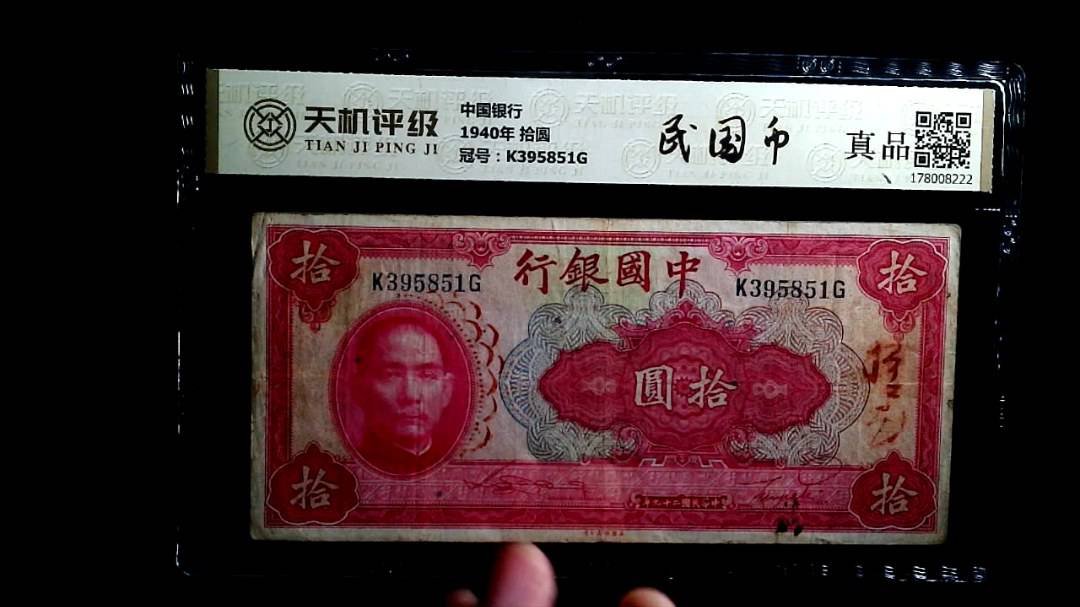 天机评级
TIAN JI PING JI
中国银行
1940年 拾圆
冠号：K395851G
民国币
真品
178008222
拾
行銀國中
拾
K395851G
K395851G
圓拾
拾
拾